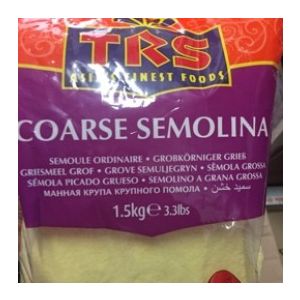 TRS
ASIA'S FINEST FOODS
COARSE SEMOLINA
SEMOULE ORDINAIRE • GROBKÖRNIGER GRIEß
GRIESMEEL GROF • GROVE SEMULJEGRYN • SÊMOLA GROSSA
SÉMOLA PICADO GRUESO • SEMOLINO A GRANA GROSSA
МАННАЯ КРУПА КРУПНОГО ПОМОЛА • سميد خشن
1.5kg℮ 3.3lbs